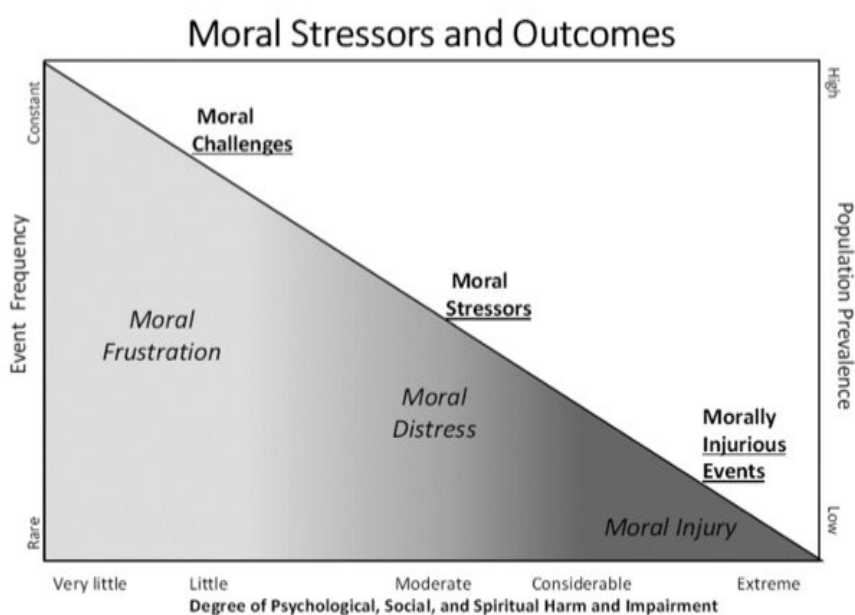 Moral Stressors and Outcomes
Constant
High
Moral
Challenges
Event Frequency
Population Prevalence
Moral
Stressors
Moral
Frustration
Moral
Distress
Morally
Injurious
Events
Moral Injury
Rare
Low
Very little
Little
Moderate
Considerable
Extreme
Degree of Psychological, Social, and Spiritual Harm and Impairment